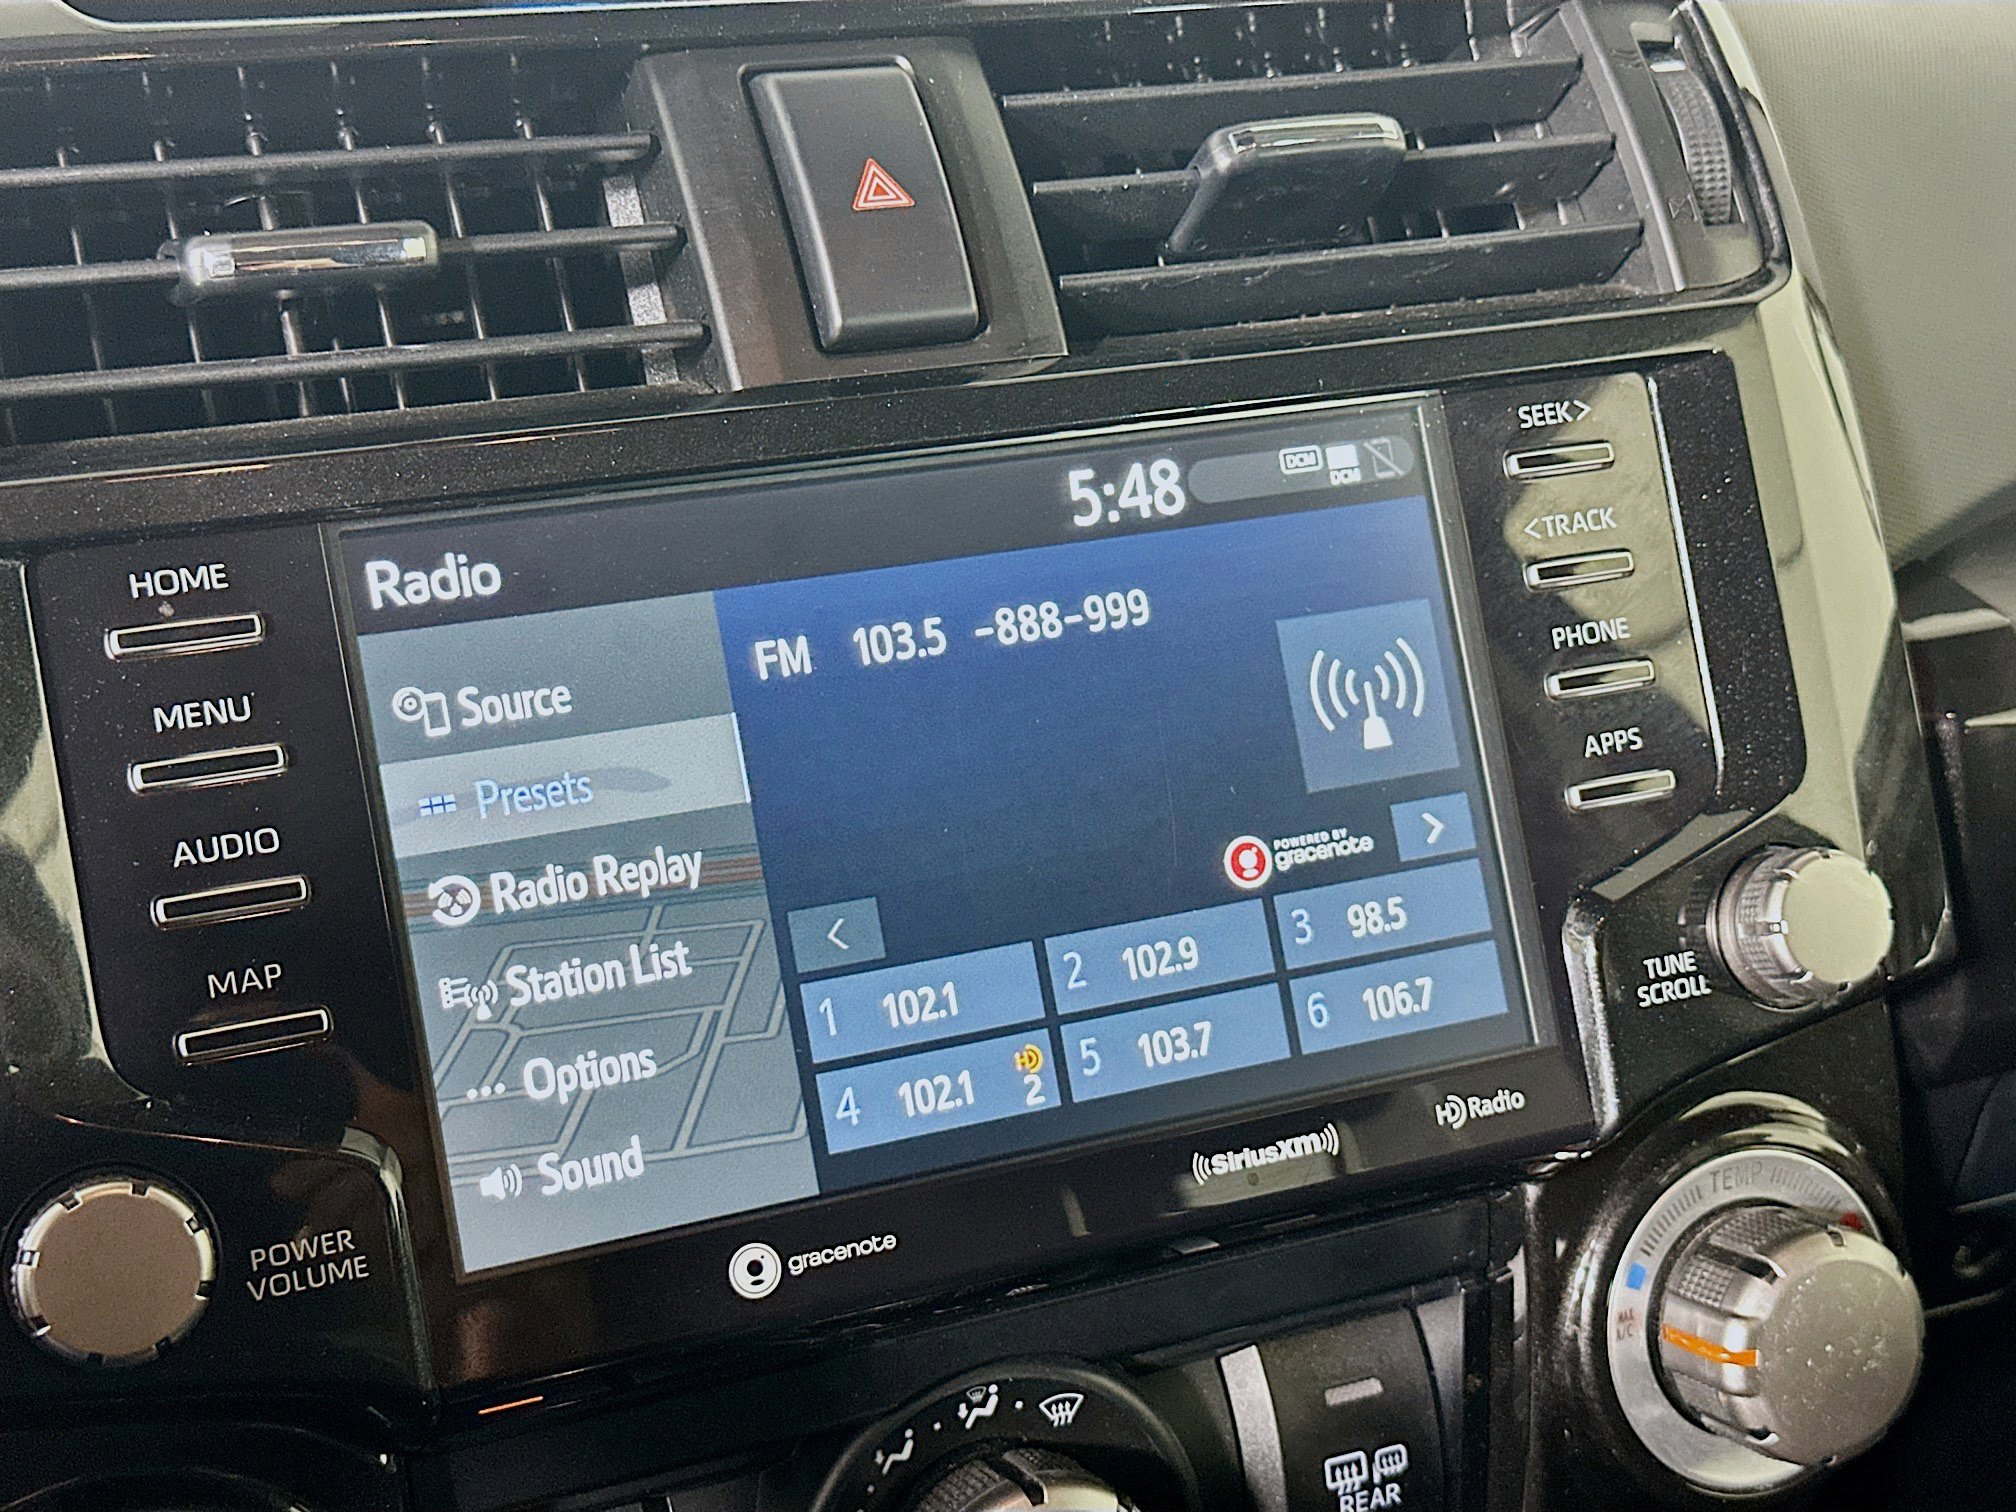 5:48
DCM
DCM
Radio
FM 103.5 -888-999
Source
Presets
Radio Replay
Station List
Options
Sound
POWERED BY
gracenote
<
>
1 102.1
2 102.9
3 98.5
4 102.1 HD 2
5 103.7
6 106.7
gracenote
SiriusXM
HD Radio
HOME
MENU
AUDIO
MAP
POWER
VOLUME
SEEK>
<TRACK
PHONE
APPS
TUNE
SCROLL
TEMP
MAX
A/C
REAR